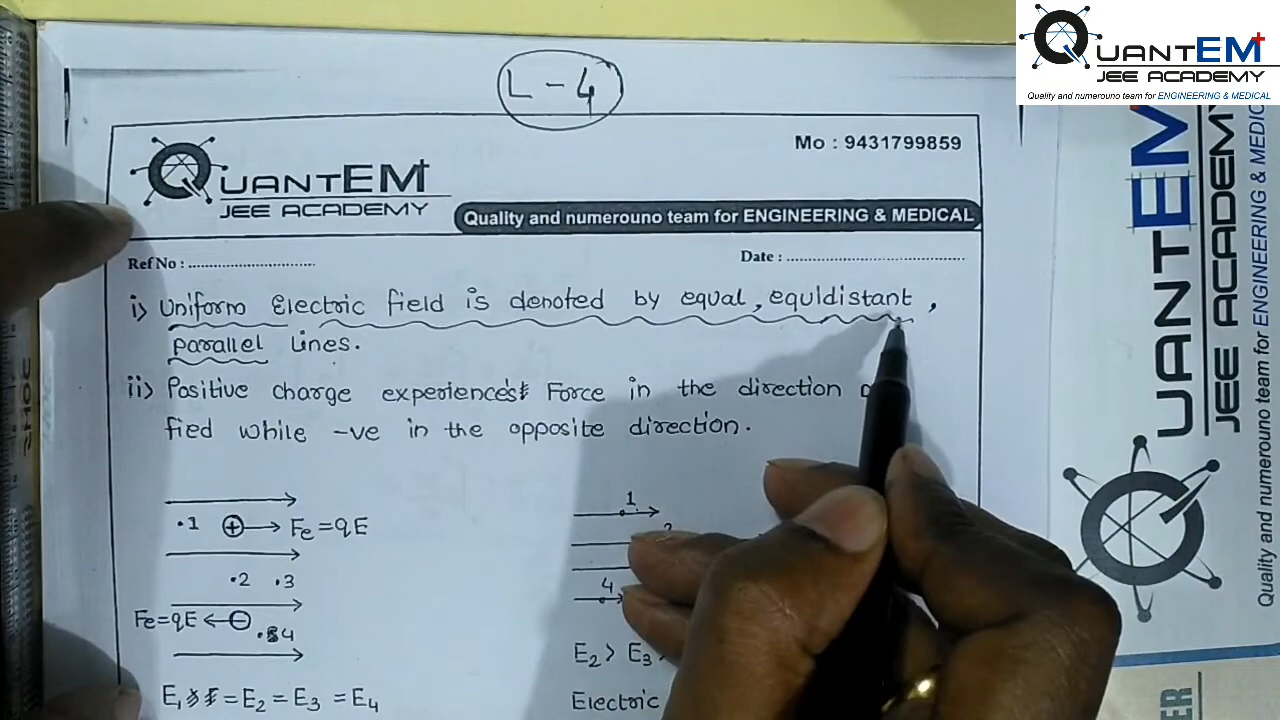 QUANTEM+
JEE ACADEMY
Quality and numerouno team for ENGINEERING & MEDICAL
L - 4
Mo : 9431799859
QUANTEM+
JEE ACADEMY
Quality and numerouno team for ENGINEERING & MEDICAL
Ref No : ................................
Date : .............................................
i) Uniform Electric field is denoted by equal, equidistant,
parallel lines.
ii) Positive charge experiences Force in the direction
fied while -ve in the opposite direction.
.1 ⊕→ Fe = qE
.2 .3
Fe = qE ←⊖ .4
E1 = E2 = E3 = E4
1
4
E2 > E3
Electric
UANTEM
JEE ACADEMY
Quality and numerouno team for ENGINEERING & MEDIC
30CM
ER